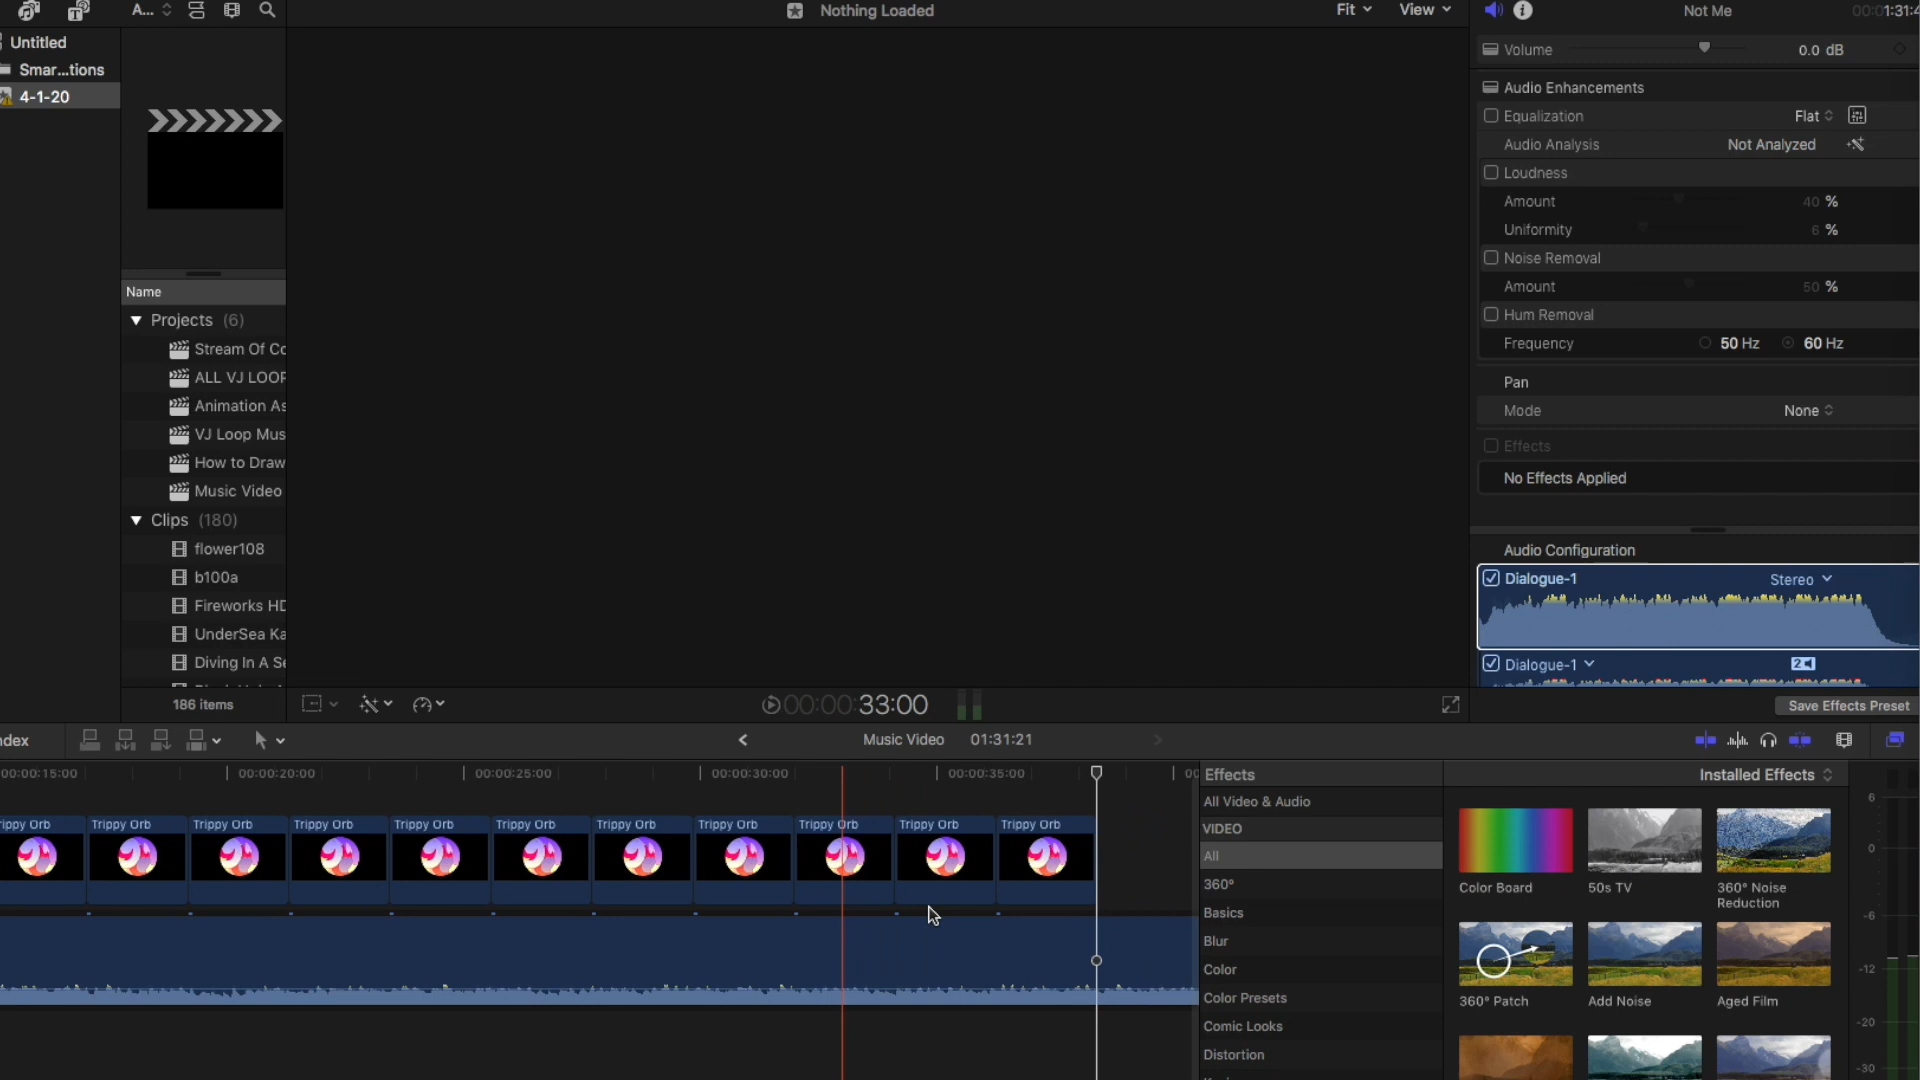 A...
Nothing Loaded
Fit
View
Not Me
00:01:31:
Untitled
Smar...tions
4-1-20
Volume
0.0 dB
Audio Enhancements
Equalization
Flat
Audio Analysis
Not Analyzed
Loudness
Amount
40 %
Uniformity
6 %
Noise Removal
Amount
50 %
Hum Removal
Frequency
50 Hz
60 Hz
Pan
Mode
None
Effects
No Effects Applied
Audio Configuration
Dialogue-1
Stereo
Dialogue-1
2
Save Effects Preset
Name
Projects (6)
Stream Of Co
ALL VJ LOOP
Animation As
VJ Loop Mus
How to Draw
Music Video
Clips (180)
flower108
b100a
Fireworks HD
UnderSea Ka
Diving In A Se
186 items
00:00:33:00
ndex
Music Video 01:31:21
00:00:15:00
00:00:20:00
00:00:25:00
00:00:30:00
00:00:35:00
00
rippy Orb
Trippy Orb
Trippy Orb
Trippy Orb
Trippy Orb
Trippy Orb
Trippy Orb
Trippy Orb
Trippy Orb
Trippy Orb
Trippy Orb
Effects
Installed Effects
All Video & Audio
VIDEO
All
360°
Basics
Blur
Color
Color Presets
Comic Looks
Distortion
Color Board
50s TV
360° Noise
Reduction
360° Patch
Add Noise
Aged Film
6
0
-6
-12
-20
-30